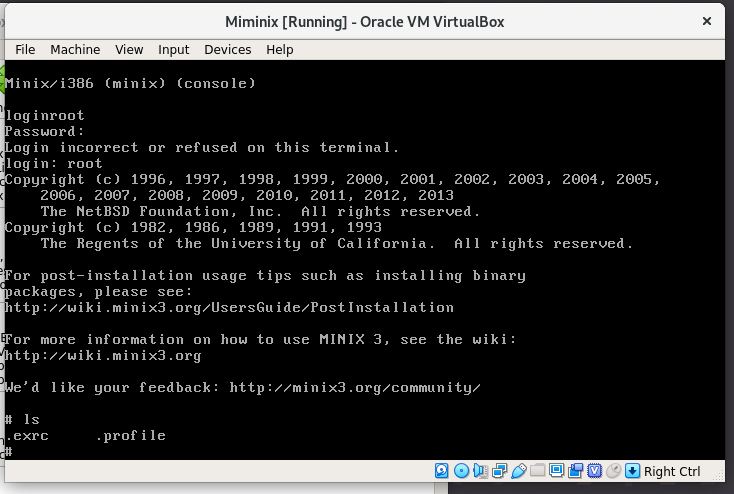 Miminix [Running] - Oracle VM VirtualBox
File Machine View Input Devices Help
Minix/i386 (minix) (console)
loginroot
Password:
Login incorrect or refused on this terminal.
login: root
Copyright (c) 1996, 1997, 1998, 1999, 2000, 2001, 2002, 2003, 2004, 2005,
2006, 2007, 2008, 2009, 2010, 2011, 2012, 2013
The NetBSD Foundation, Inc.  All rights reserved.
Copyright (c) 1982, 1986, 1989, 1991, 1993
The Regents of the University of California.  All rights reserved.
For post-installation usage tips such as installing binary
packages, please see:
http://wiki.minix3.org/UsersGuide/PostInstallation
For more information on how to use MINIX 3, see the wiki:
http://wiki.minix3.org
We'd like your feedback: http://minix3.org/community/
# ls
.exrc     .profile
#
Right Ctrl